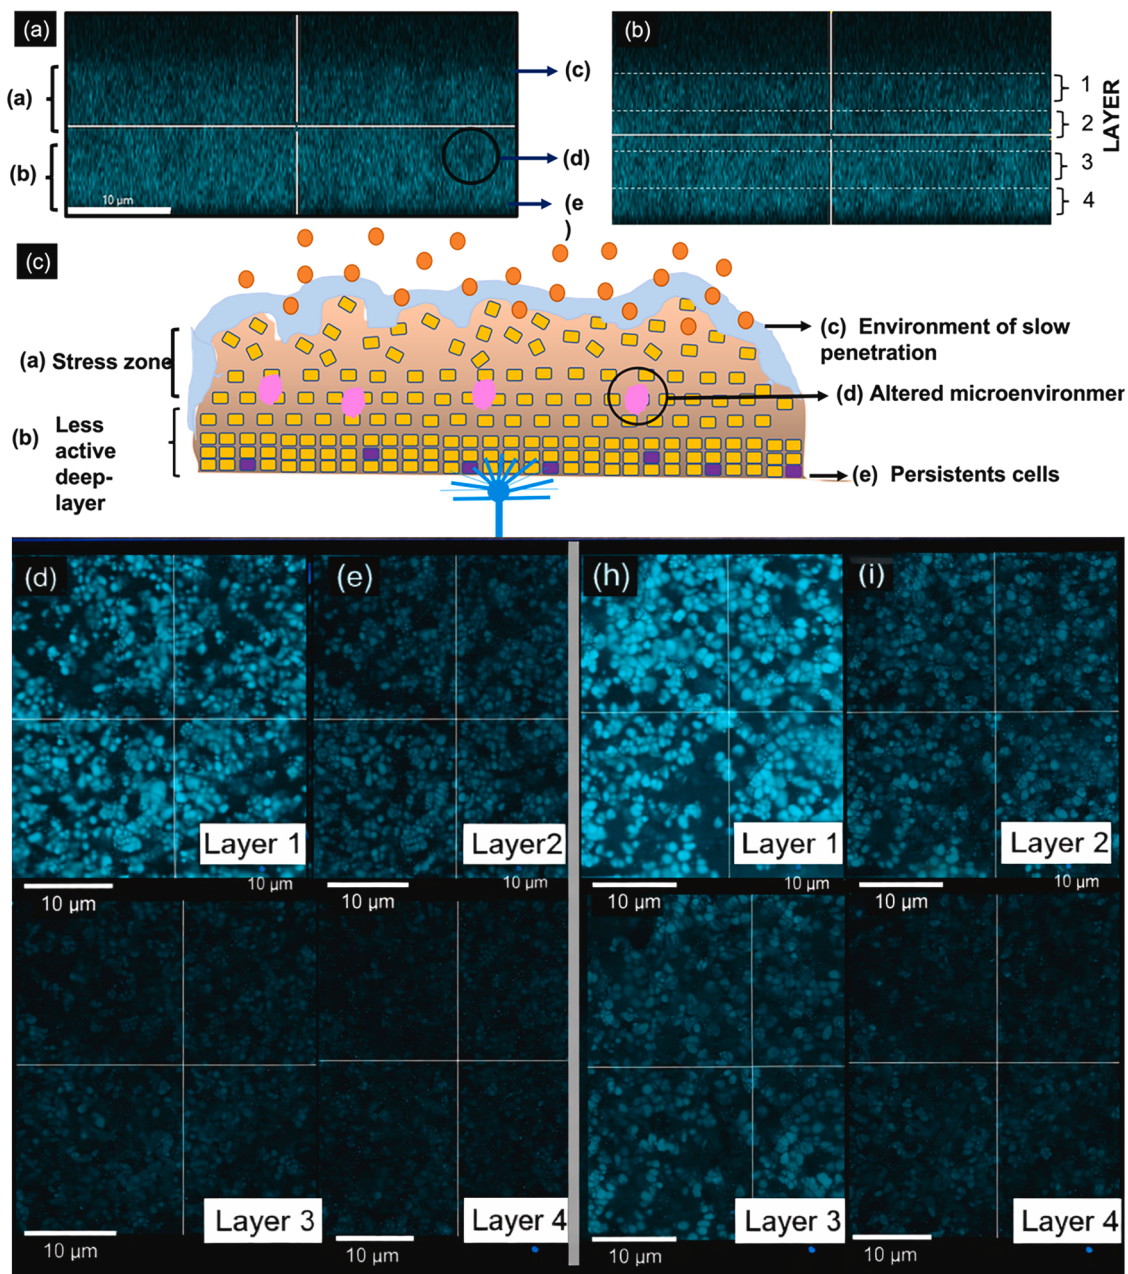 (a)
(a)
(b)
10 µm
(c)
(d)
(e
)
(b)
1
2
3
4
LAYER
(c)
(a) Stress zone
(b) Less
active
deep-
layer
(c) Environment of slow
penetration
(d) Altered microenvironmer
(e) Persistents cells
(d)
Layer 1
10 µm
10 µm
(e)
Layer2
10 µm
10 µm
(h)
Layer 1
10 µm
10 µm
(i)
Layer 2
10 µm
10 µm
Layer 3
10 µm
Layer 4
10 µm
Layer 3
10 µm
Layer 4
10 µm